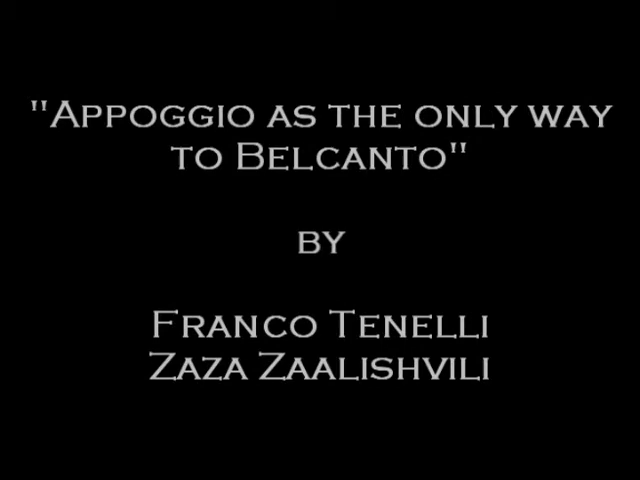 "Appoggio as the only way
to Belcanto"
by
Franco Tenelli
Zaza Zaalishvili